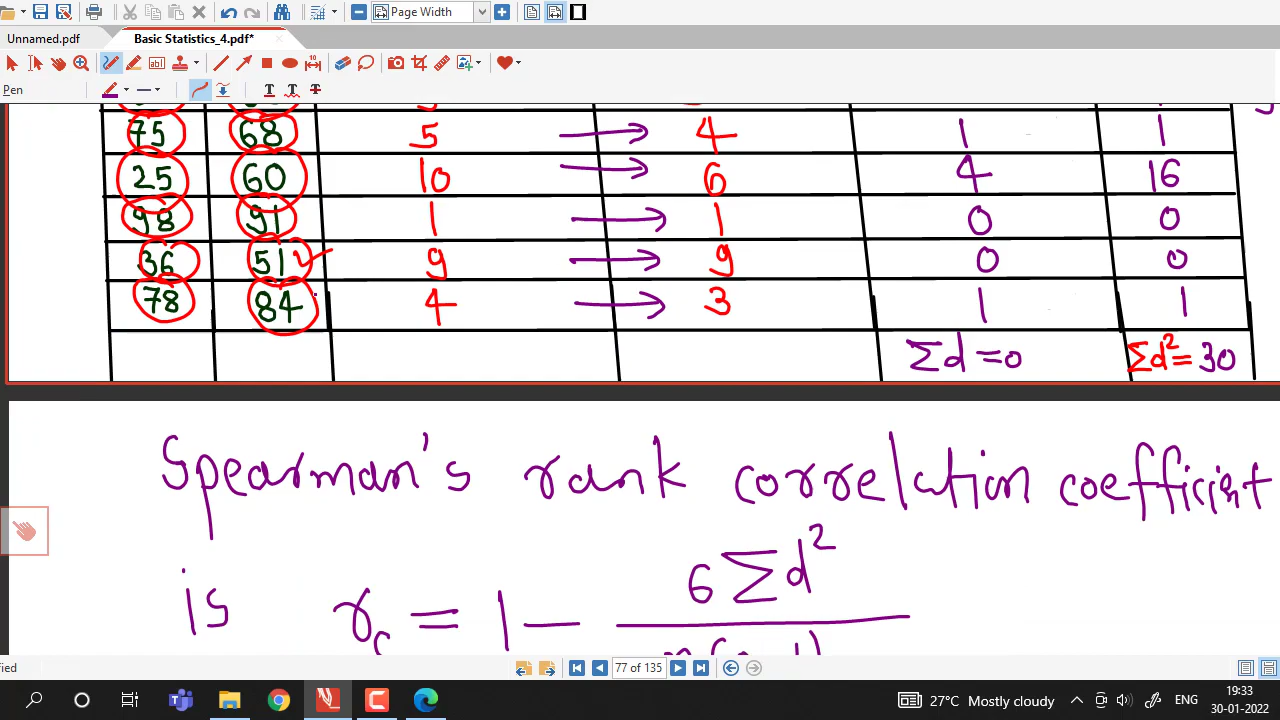 Page Width
Unnamed.pdf Basic Statistics_4.pdf*
Pen
75 68 5 4 1 1
25 60 10 6 4 16
98 91 1 1 0 0
36 51 9 9 0 0
78 84 4 3 1 1
Σd = 0 Σd² = 30
Spearman's rank correlation coefficient
6 Σd²
is r = 1 —
77 of 135
27°C Mostly cloudy ENG 19:33
30-01-2022